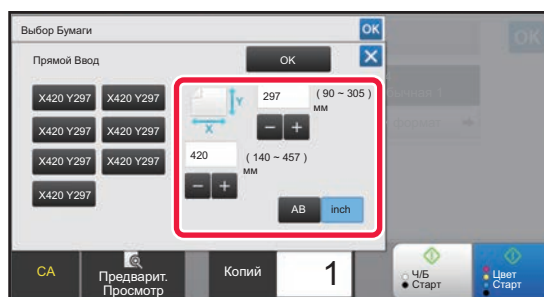 Выбор Бумаги
OK
Прямой Ввод
OK
X420 Y297
X420 Y297
X420 Y297
X420 Y297
X420 Y297
X420 Y297
X420 Y297
Y
X
297
( 90 ~ 305 )
мм
420
( 140 ~ 457 )
мм
AB
inch
OK
CA
Предварит.
Просмотр
Копий
1
Ч/Б
Старт
Цвет
Старт